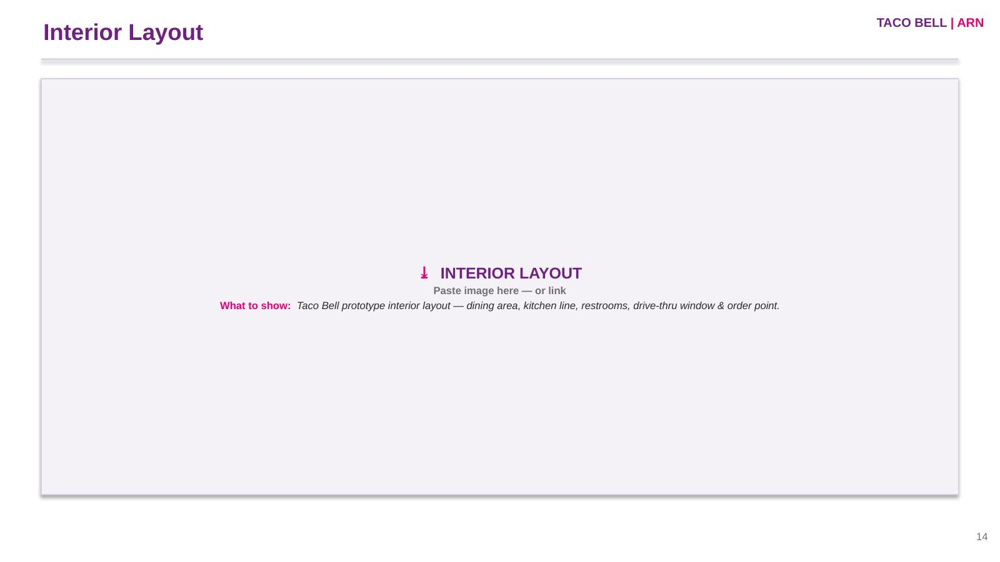 Interior Layout
TACO BELL | ARN
⤓ INTERIOR LAYOUT
Paste image here — or link
What to show: Taco Bell prototype interior layout — dining area, kitchen line, restrooms, drive-thru window & order point.
14